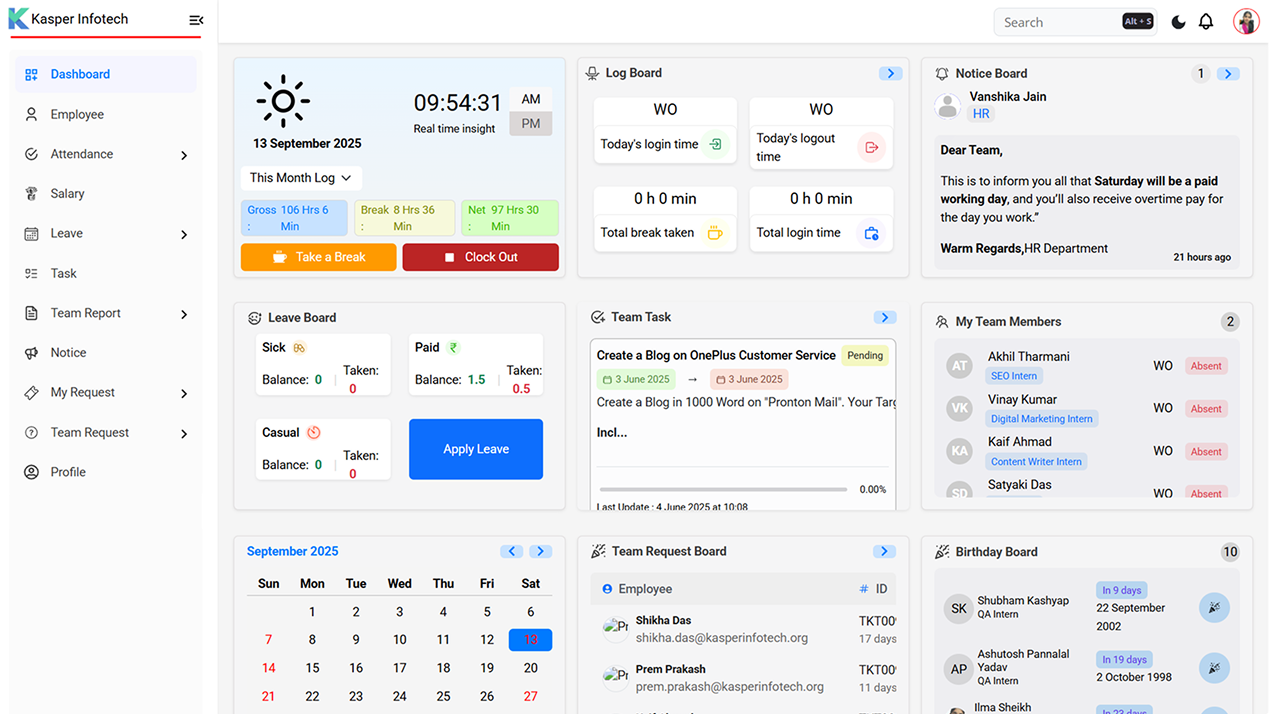 Kasper Infotech
Search
Alt + S
Dashboard
Employee
Attendance
Salary
Leave
Task
Team Report
Notice
My Request
Team Request
Profile
09:54:31
AM
PM
Real time insight
13 September 2025
This Month Log
Gross : 106 Hrs 6 Min
Break : 8 Hrs 36 Min
Net : 97 Hrs 30 Min
Take a Break
Clock Out
Log Board
WO
Today's login time
WO
Today's logout
time
0 h 0 min
Total break taken
0 h 0 min
Total login time
Notice Board
1
Vanshika Jain
HR
Dear Team,
This is to inform you all that Saturday will be a paid
working day, and you'll also receive overtime pay for
the day you work.”
Warm Regards,HR Department
21 hours ago
Leave Board
Sick
Balance: 0
Taken:
0
Paid
₹
Balance: 1.5
Taken:
0.5
Casual
Balance: 0
Taken:
0
Apply Leave
Team Task
Create a Blog on OnePlus Customer Service
Pending
3 June 2025 → 3 June 2025
Create a Blog in 1000 Word on "Pronton Mail". Your Targ
Incl...
0.00%
Last Update : 4 June 2025 at 10:08
My Team Members
2
AT
Akhil Tharmani
SEO Intern
WO
Absent
VK
Vinay Kumar
Digital Marketing Intern
WO
Absent
KA
Kaif Ahmad
Content Writer Intern
WO
Absent
SD
Satyaki Das
WO
Absent
September 2025
Sun Mon Tue Wed Thu Fri Sat
1 2 3 4 5 6
7 8 9 10 11 12 13
14 15 16 17 18 19 20
21 22 23 24 25 26 27
Team Request Board
Employee
# ID
Pr
Shikha Das
shikha.das@kasperinfotech.org
TKT00
17 days
Pr
Prem Prakash
prem.prakash@kasperinfotech.org
TKT00
11 days
Birthday Board
10
SK
Shubham Kashyap
QA Intern
In 9 days
22 September
2002
AP
Ashutosh Pannalal
Yadav
QA Intern
In 19 days
2 October 1998
Ilma Sheikh
In 23 days